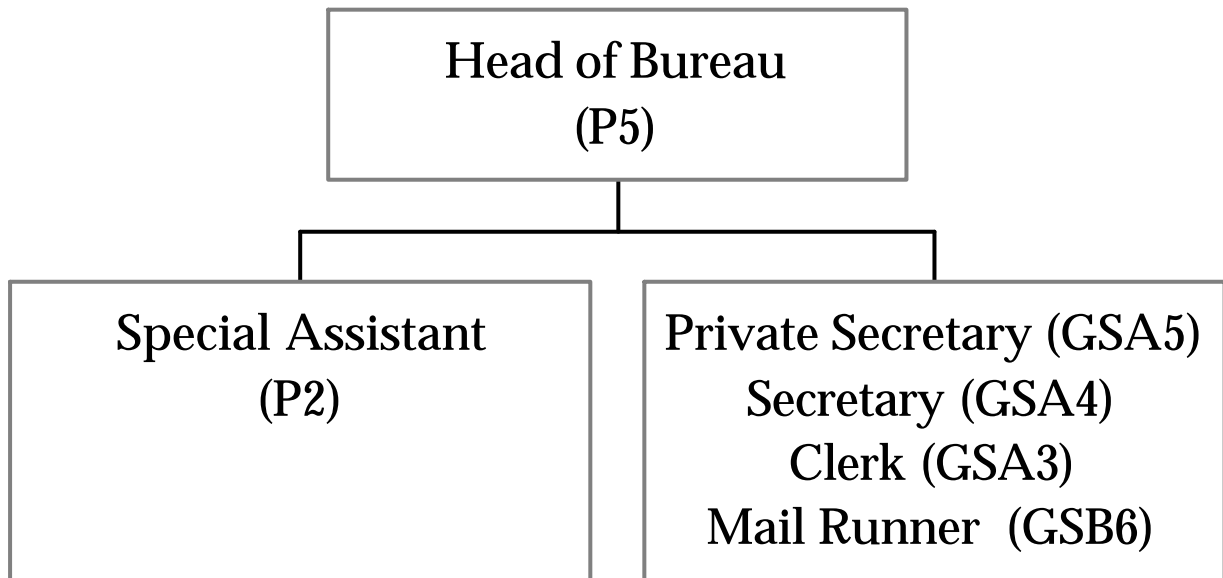 Head of Bureau
(P5)
Special Assistant
(P2)
Private Secretary (GSA5)
Secretary (GSA4)
Clerk (GSA3)
Mail Runner (GSB6)